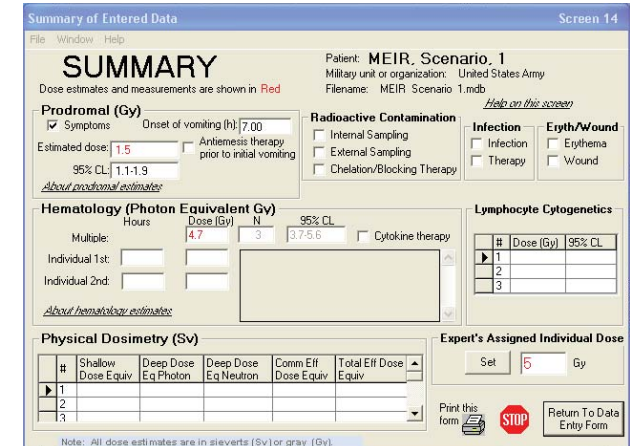 Summary of Entered Data Screen 14
File Window Help
SUMMARY
Dose estimates and measurements are shown in Red
Patient: MEIR, Scenario, 1
Military unit or organization: United States Army
Filename: MEIR Scenario 1.mdb
Help on this screen
Prodromal (Gy)
Symptoms Onset of vomiting (h): 7.00
Estimated dose: 1.5 Antiemesis therapy
prior to initial vomiting
95% CL: 1.1-1.9
About prodromal estimates
Radioactive Contamination
Internal Sampling
External Sampling
Chelation/Blocking Therapy
Infection
Infection
Therapy
Eryth/Wound
Erythema
Wound
Hematology (Photon Equivalent Gy)
Hours Dose (Gy) N 95% CL
Multiple: 4.7 3 3.7-5.6 Cytokine therapy
Individual 1st:
Individual 2nd:
About hematology estimates
Lymphocyte Cytogenetics
# Dose (Gy) 95% CL
1
2
3
Physical Dosimetry (Sv)
# Shallow Dose Equiv Deep Dose Eq Photon Deep Dose Eq Neutron Comm Eff Dose Equiv Total Eff Dose Equiv
1
2
3
Note: All dose estimates are in sieverts (Sv) or gray (Gy).
Expert's Assigned Individual Dose
Set 5 Gy
Print this
form STOP Return To Data
Entry Form